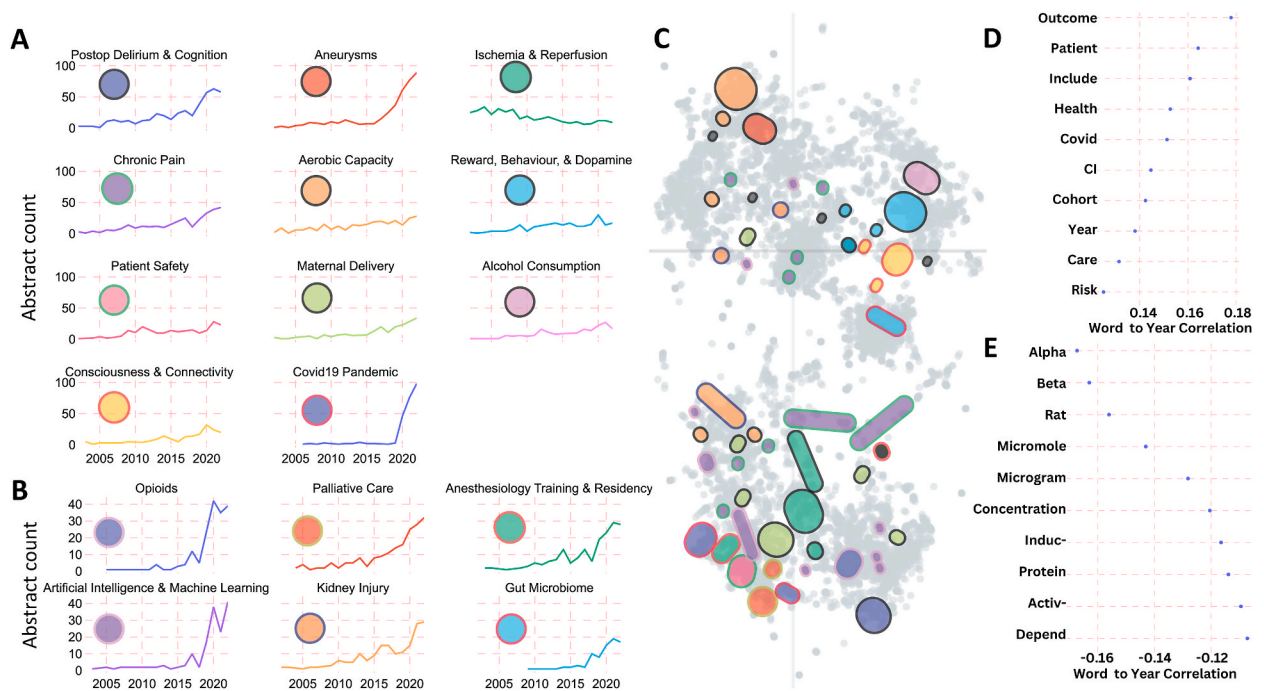 A
Postop Delirium & Cognition
Aneurysms
Ischemia & Reperfusion
100
50
0
Chronic Pain
Aerobic Capacity
Reward, Behaviour, & Dopamine
100
50
0
Abstract count
Patient Safety
Maternal Delivery
Alcohol Consumption
100
50
0
Consciousness & Connectivity
Covid19 Pandemic
100
50
0
2005 2010 2015 2020
2005 2010 2015 2020
B
Opioids
Palliative Care
Anesthesiology Training & Residency
40
30
20
10
0
Abstract count
Artificial Intelligence & Machine Learning
Kidney Injury
Gut Microbiome
40
30
20
10
0
2005 2010 2015 2020
2005 2010 2015 2020
2005 2010 2015 2020
C
D
Outcome
Patient
Include
Health
Covid
CI
Cohort
Year
Care
Risk
0.14 0.16 0.18
Word to Year Correlation
E
Alpha
Beta
Rat
Micromole
Microgram
Concentration
Induc-
Protein
Activ-
Depend
-0.16 -0.14 -0.12
Word to Year Correlation